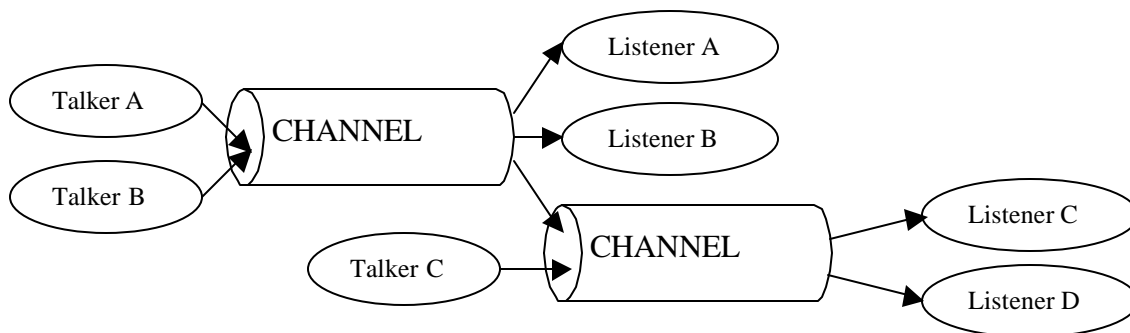 Listener A
Talker A
CHANNEL
Listener B
Talker B
Listener C
CHANNEL
Talker C
Listener D